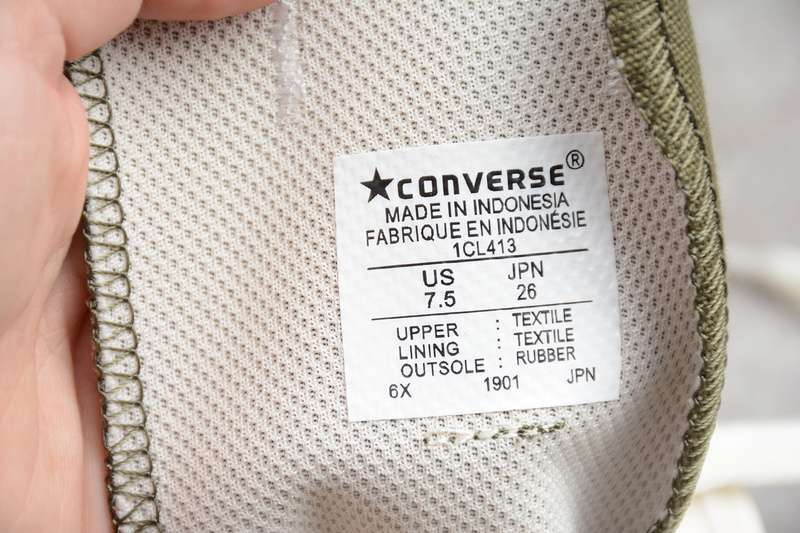 ★CONVERSE®
MADE IN INDONESIA
FABRIQUE EN INDONÉSIE
1CL413
US JPN
7.5 26
UPPER : TEXTILE
LINING : TEXTILE
OUTSOLE : RUBBER
6X 1901 JPN